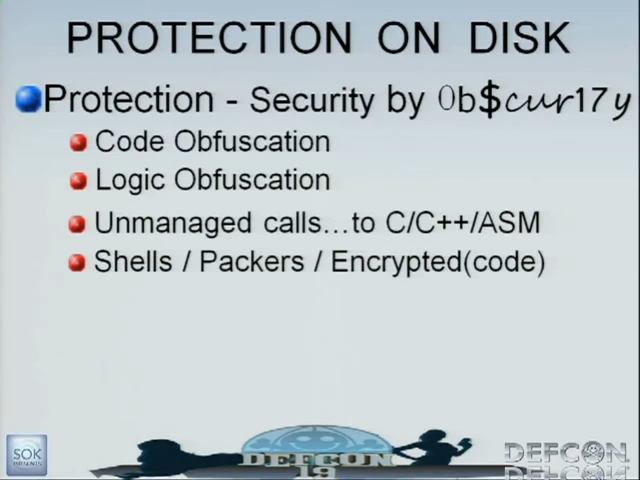 PROTECTION ON DISK
Protection - Security by 0b$cur17y
Code Obfuscation
Logic Obfuscation
Unmanaged calls...to C/C++/ASM
Shells / Packers / Encrypted(code)
SOK
DEFCON
19
DEFCON